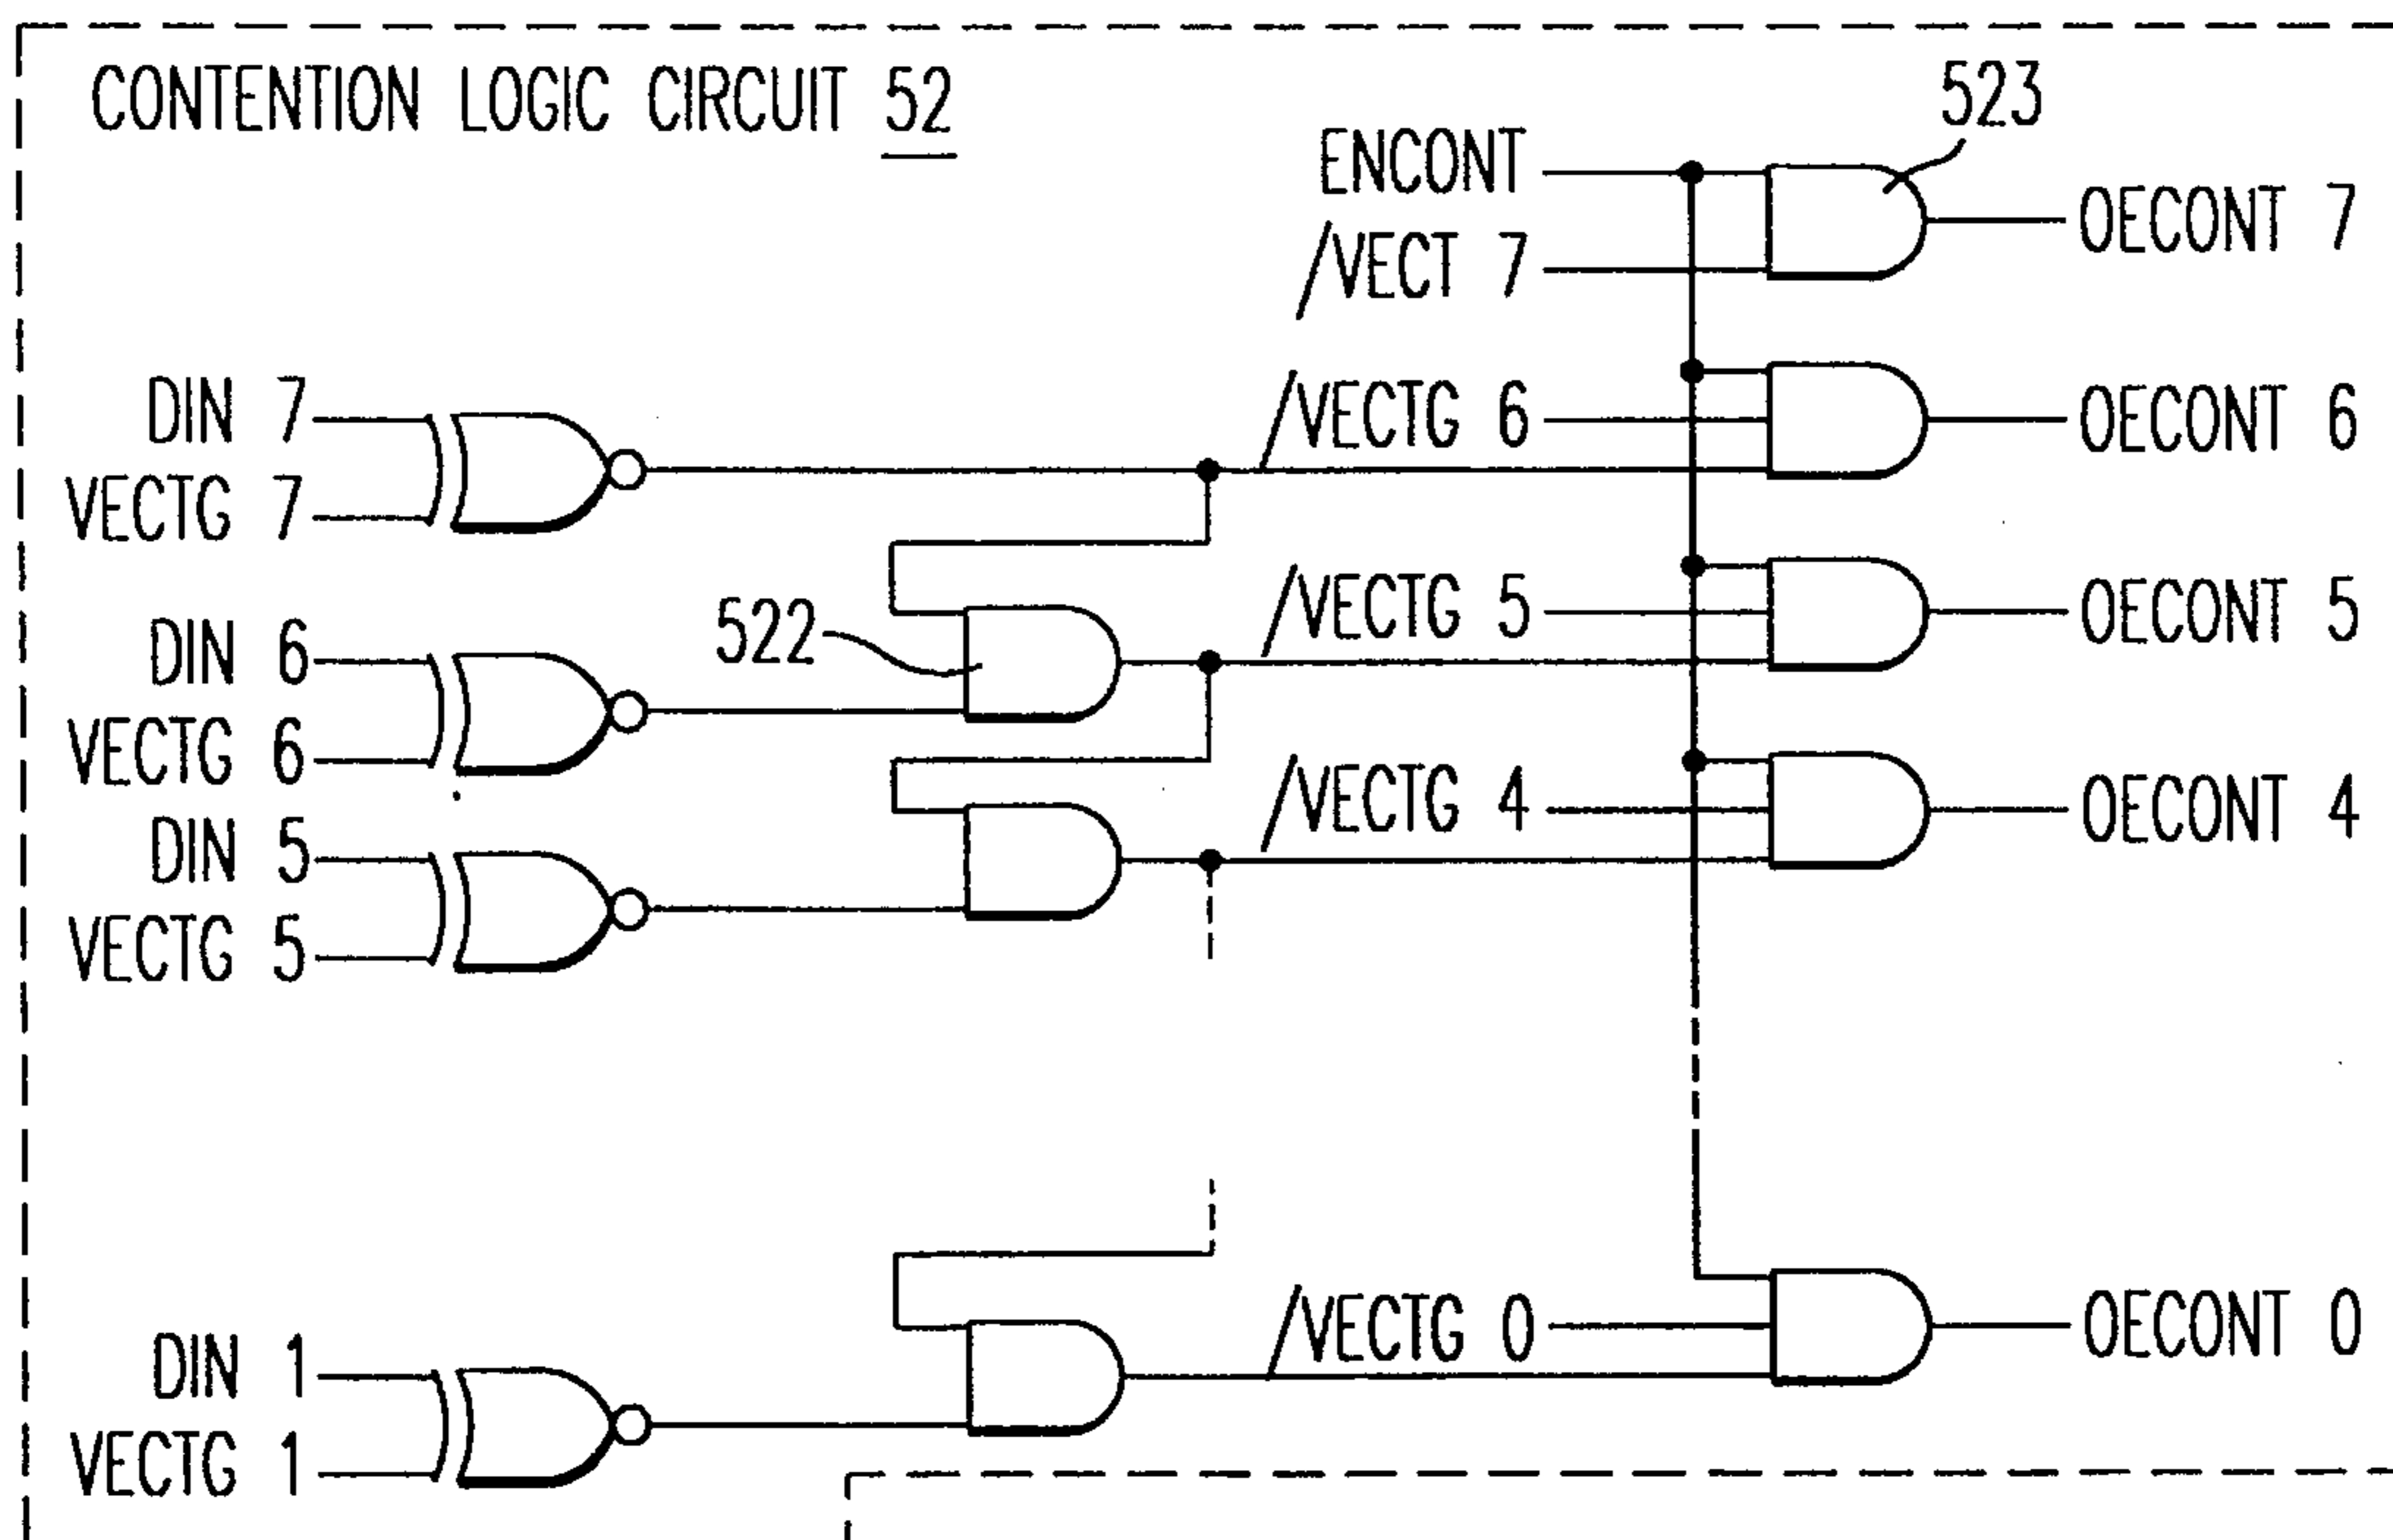 CONTENTION LOGIC CIRCUIT 52
523
ENCONT
OECONT 7
/VECT 7
DIN 7
/VECTG 6
OECONT 6
VECTG 7
522
/VECTG 5
OECONT 5
DIN 6
VECTG 6
/VECTG 4
OECONT 4
DIN 5
VECTG 5
/VECTG 0
OECONT 0
DIN 1
VECTG 1